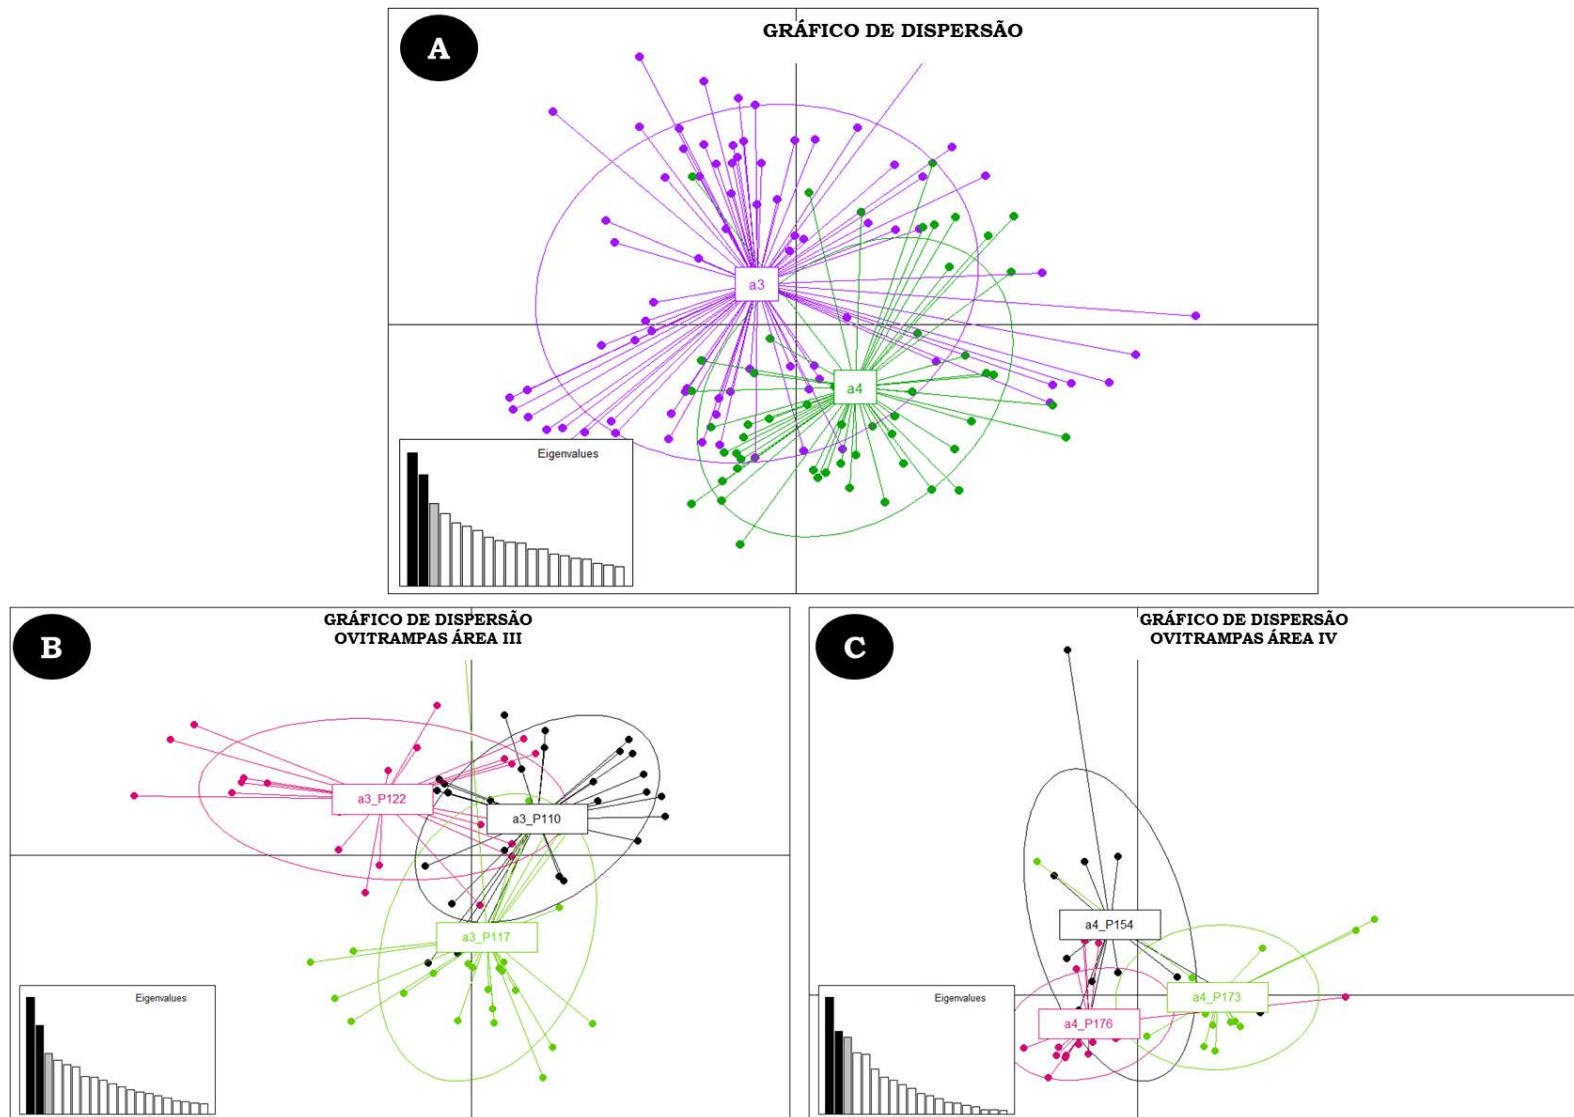 A
GRÁFICO DE DISPERSÃO
a3
a4
Eigenvalues
B
GRÁFICO DE DISPERSÃO
OVITRAMPAS ÁREA III
a3_P122
a3_P110
a3_P117
Eigenvalues
C
GRÁFICO DE DISPERSÃO
OVITRAMPAS ÁREA IV
a4_P154
a4_P173
a4_P176
Eigenvalues